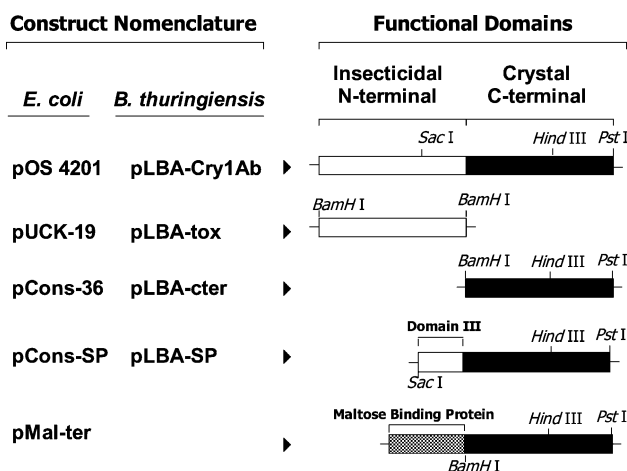 Construct Nomenclature
Functional Domains
Insecticidal N-terminal
Crystal C-terminal
E. coli
B. thuringiensis
Sac I
Hind III
Pst I
pOS 4201
pLBA-Cry1Ab
BamH I
BamH I
pUCK-19
pLBA-tox
BamH I
Hind III
Pst I
pCons-36
pLBA-cter
Domain III
Hind III
Pst I
pCons-SP
pLBA-SP
Sac I
Maltose Binding Protein
Hind III
Pst I
pMal-ter
BamH I